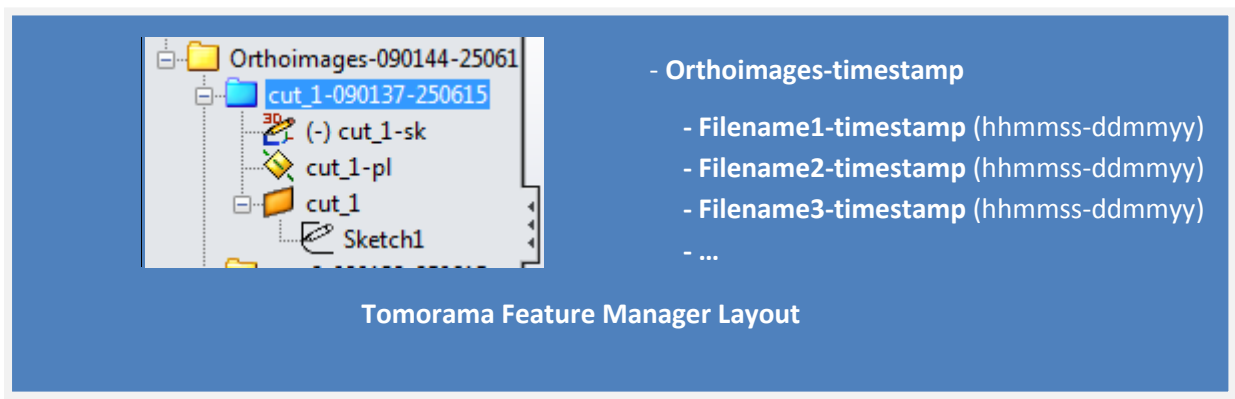 Orthoimages-090144-25061
cut_1-090137-250615
3D
(-) cut_1-sk
cut_1-pl
cut_1
Sketch1
- Orthoimages-timestamp
- Filename1-timestamp (hhmmss-ddmmyy)
- Filename2-timestamp (hhmmss-ddmmyy)
- Filename3-timestamp (hhmmss-ddmmyy)
- ...
Tomorama Feature Manager Layout